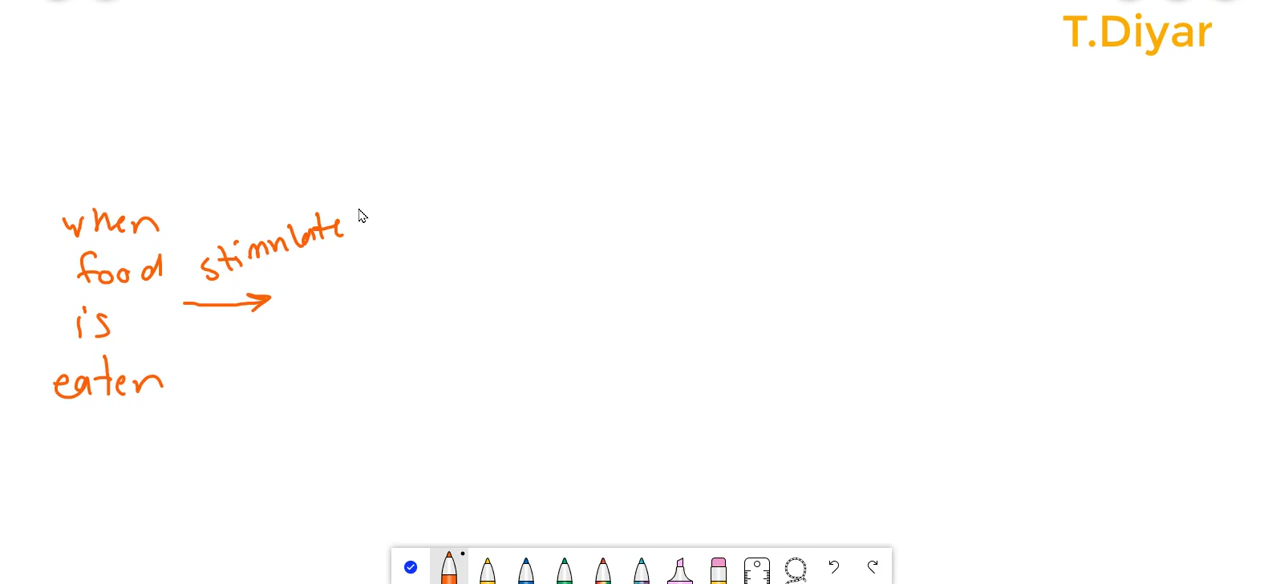 T.Diyar
when
food
is
eaten
stimulate